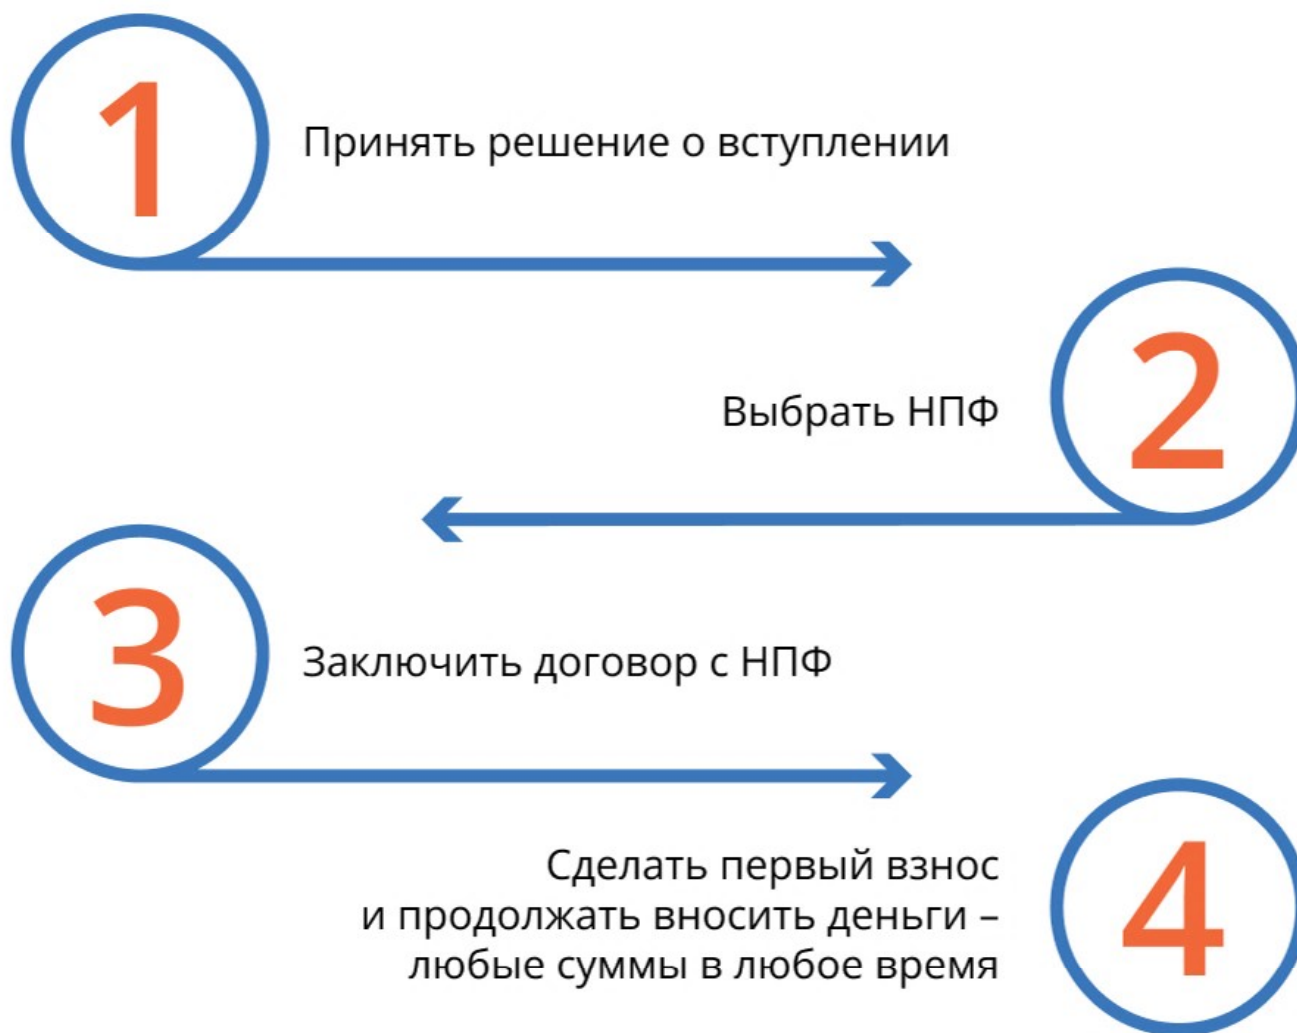 1
Принять решение о вступлении
2
Выбрать НПФ
3
Заключить договор с НПФ
4
Сделать первый взнос
и продолжать вносить деньги –
любые суммы в любое время